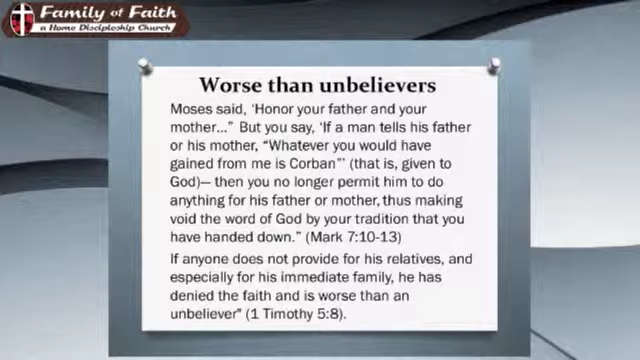 Family of Faith
a Home Discipleship Church
Worse than unbelievers
Moses said, ‘Honor your father and your
mother...” But you say, ‘If a man tells his father
or his mother, “Whatever you would have
gained from me is Corban”’ (that is, given to
God)— then you no longer permit him to do
anything for his father or mother, thus making
void the word of God by your tradition that you
have handed down.” (Mark 7:10-13)
If anyone does not provide for his relatives, and
especially for his immediate family, he has
denied the faith and is worse than an
unbeliever" (1 Timothy 5:8).